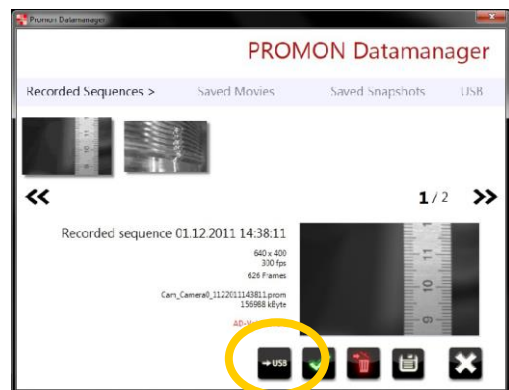 Promon Datamanager
PROMON Datamanager
Recorded Sequences > Saved Movies Saved Snapshots USB
1 / 2
Recorded sequence 01.12.2011 14:38:11
640 x 400
300 fps
626 Frames
Cam_Camera0_1122011143811.prom
156988 kByte
→USB